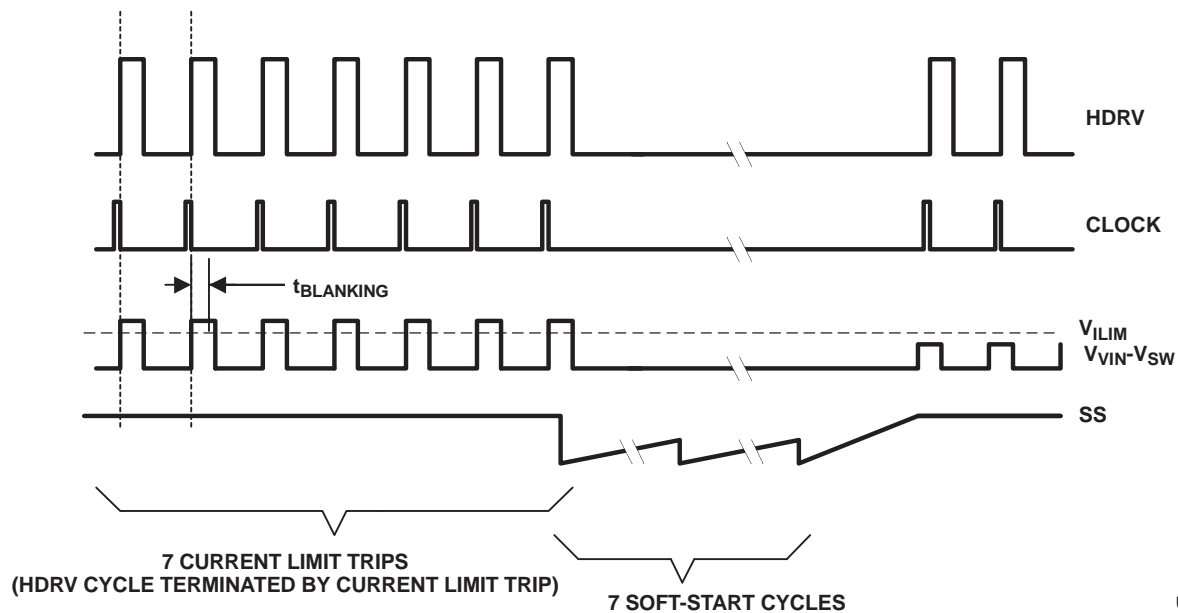 HDRV
CLOCK
tBLANKING
VILIM
VVIN-VSW
SS
7 CURRENT LIMIT TRIPS
(HDRV CYCLE TERMINATED BY CURRENT LIMIT TRIP)
7 SOFT-START CYCLES